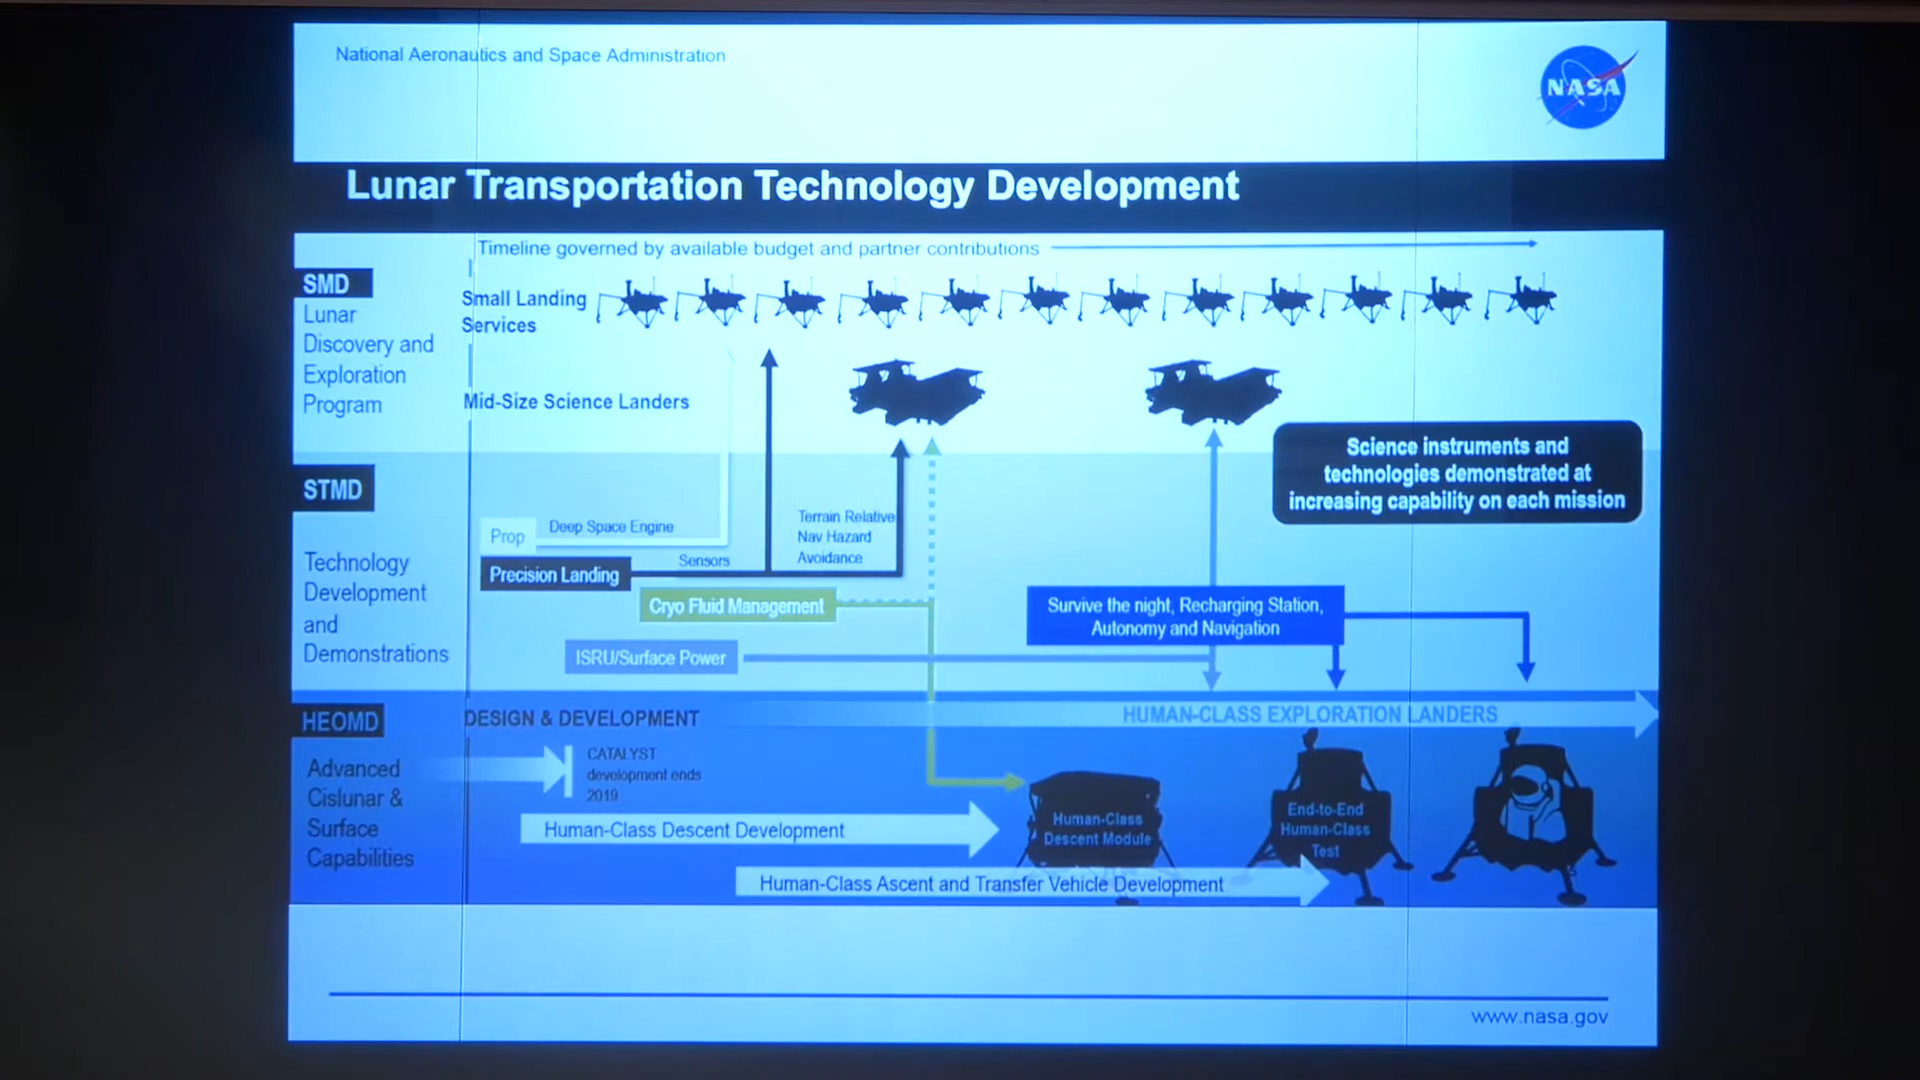 National Aeronautics and Space Administration
NASA
Lunar Transportation Technology Development
Timeline governed by available budget and partner contributions
SMD
Lunar
Discovery and
Exploration
Program
Small Landing
Services
Mid-Size Science Landers
Science instruments and
technologies demonstrated at
increasing capability on each mission
STMD
Technology
Development
and
Demonstrations
Prop
Deep Space Engine
Precision Landing
Sensors
Terrain Relative
Nav Hazard
Avoidance
Cryo Fluid Management
ISRU/Surface Power
Survive the night, Recharging Station,
Autonomy and Navigation
HEOMD
Advanced
Cislunar &
Surface
Capabilities
DESIGN & DEVELOPMENT
HUMAN-CLASS EXPLORATION LANDERS
CATALYST
development ends
2019
Human-Class Descent Development
Human-Class
Descent Module
End-to-End
Human-Class
Test
Human-Class Ascent and Transfer Vehicle Development
www.nasa.gov